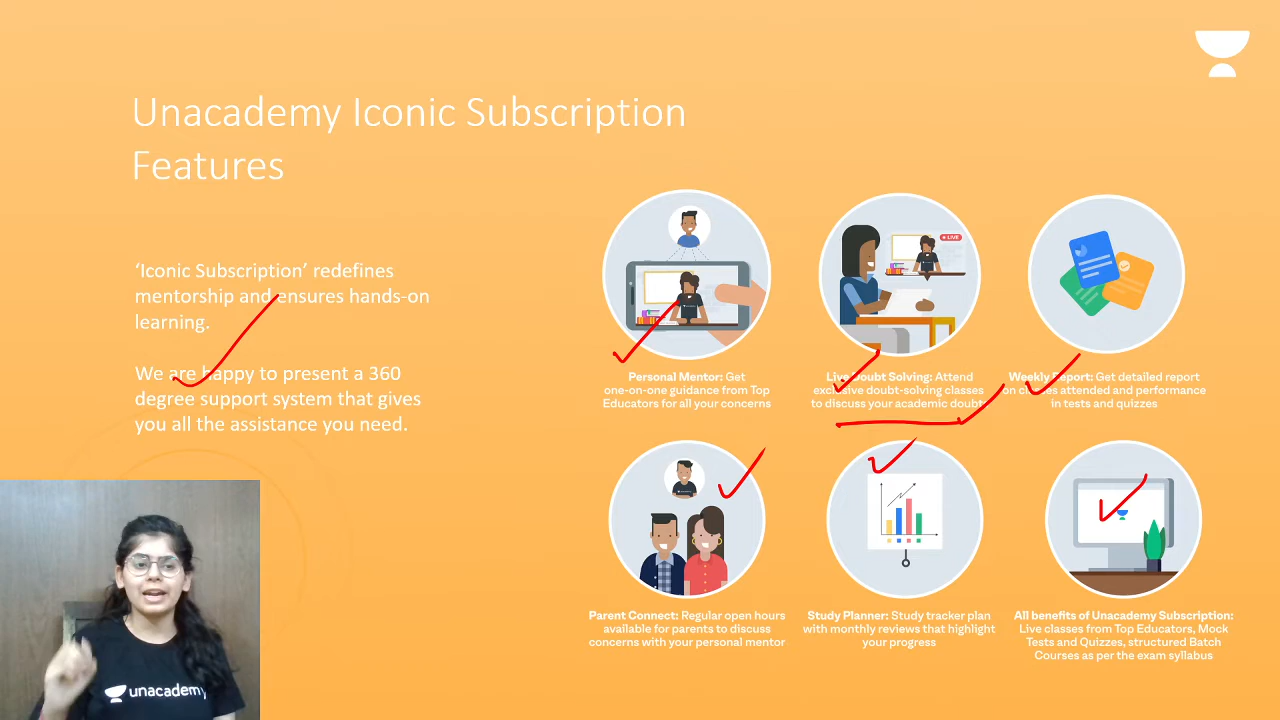 Unacademy Iconic Subscription
Features
‘Iconic Subscription’ redefines
mentorship and ensures hands-on
learning.
We are happy to present a 360
degree support system that gives
you all the assistance you need.
LIVE
Personal Mentor: Get
one-on-one guidance from Top
Educators for all your concerns
Live Doubt Solving: Attend
exclusive doubt-solving classes
to discuss your academic doubts
Weekly Report: Get detailed report
on classes attended and performance
in tests and quizzes
Parent Connect: Regular open hours
available for parents to discuss
concerns with your personal mentor
Study Planner: Study tracker plan
with monthly reviews that highlight
your progress
All benefits of Unacademy Subscription:
Live classes from Top Educators, Mock
Tests and Quizzes, structured Batch
Courses as per the exam syllabus
unacademy